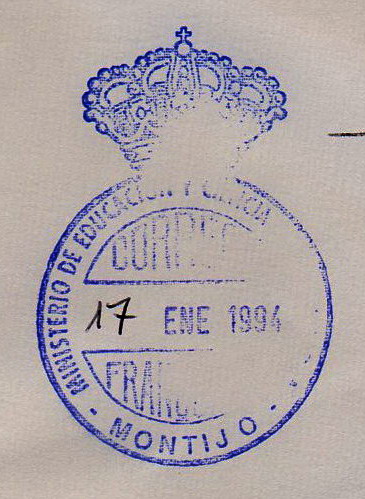 MINISTERIO DE EDUCACION Y CIENCIA
17 ENE 1994
- MONTIJO -